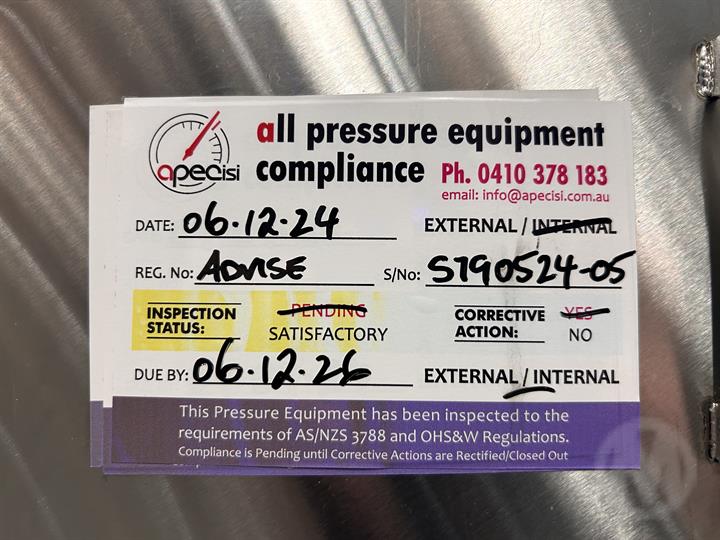 apecisi
all pressure equipment
compliance Ph. 0410 378 183
email: info@apecisi.com.au
DATE: 06.12.24 EXTERNAL / INTERNAL
REG. No: ADVISE S/No: S790524-05
INSPECTION STATUS: PENDING SATISFACTORY CORRECTIVE ACTION: YES NO
DUE BY: 06.12.26 EXTERNAL / INTERNAL
This Pressure Equipment has been inspected to the
requirements of AS/NZS 3788 and OHS&W Regulations.
Compliance is Pending until Corrective Actions are Rectified/Closed Out